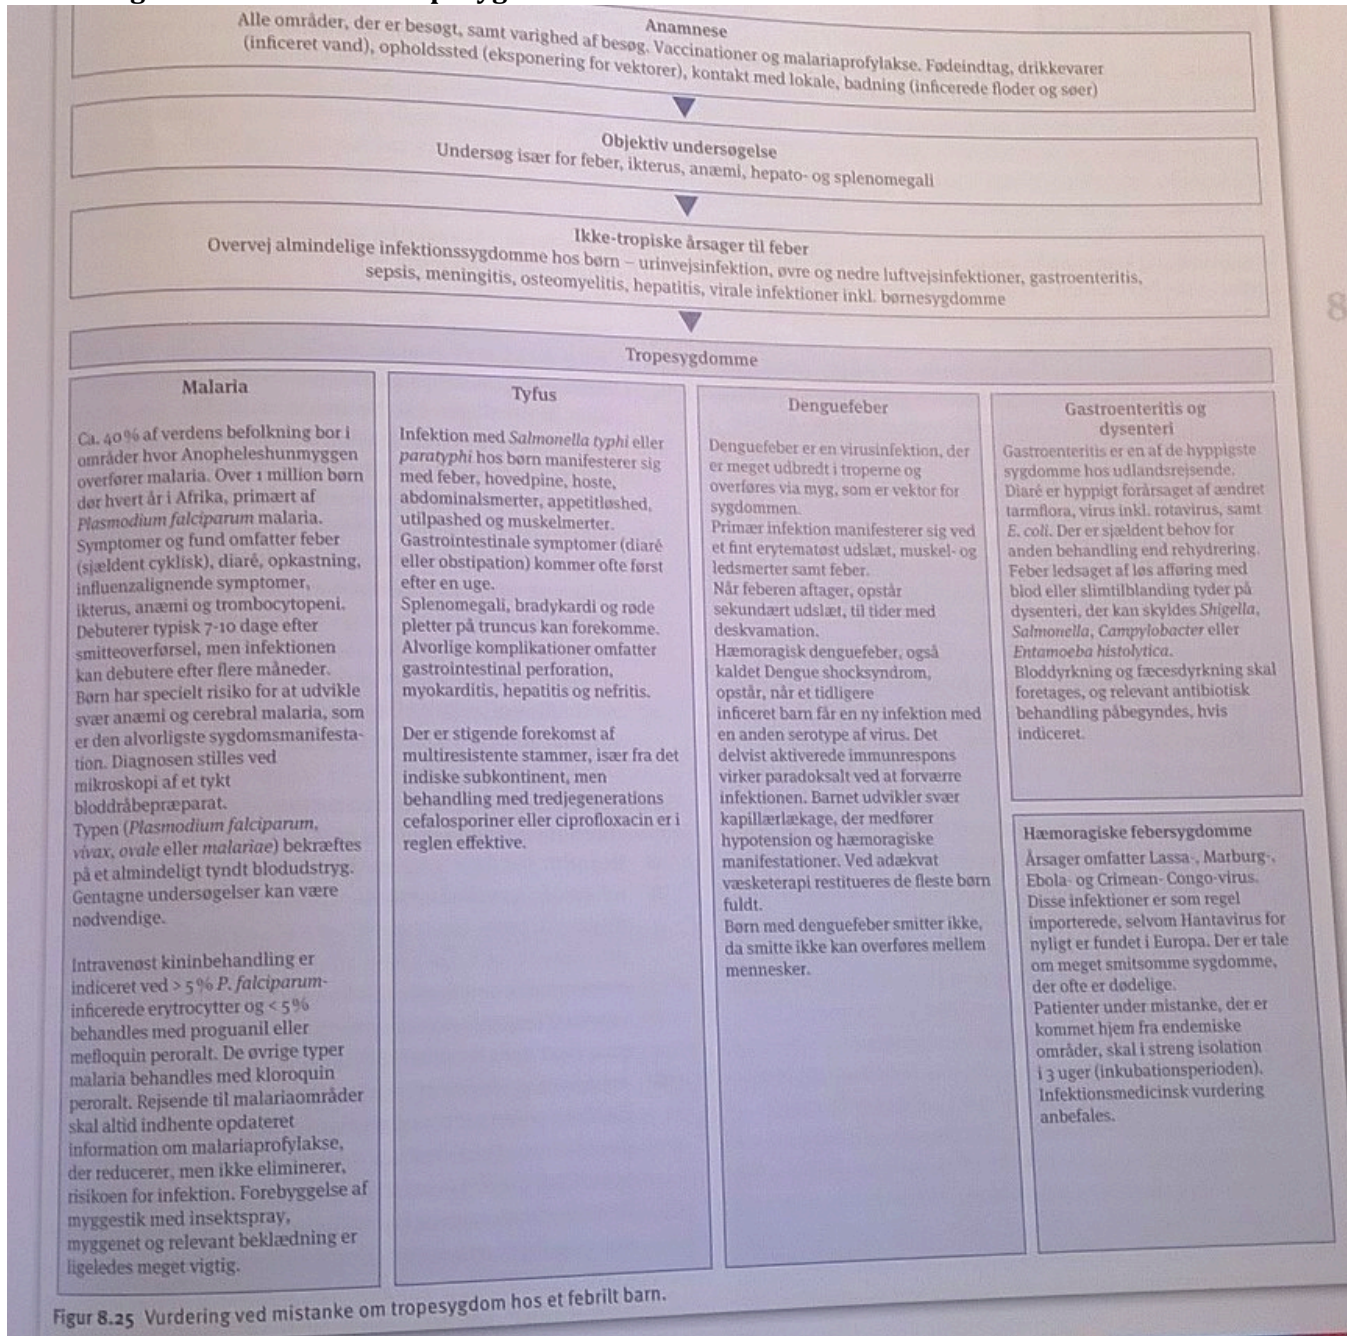 Anamnese
Alle områder, der er besøgt, samt varighed af besøg. Vaccinationer og malariaprofylakse. Fødeindtag, drikkevarer
(inficeret vand), opholdssted (eksponering for vektorer), kontakt med lokale, badning (inficerede floder og søer)
Objektiv undersøgelse
Undersøg især for feber, ikterus, anæmi, hepato- og splenomegali
Ikke-tropiske årsager til feber
Overvej almindelige infektionssygdomme hos børn – urinvejsinfektion, øvre og nedre luftvejsinfektioner, gastroenteritis,
sepsis, meningitis, osteomyelitis, hepatitis, virale infektioner inkl. børnesygdomme
8
Tropesygdomme
Malaria
Ca. 40% af verdens befolkning bor i
områder hvor Anopheleshunmyggen
overfører malaria. Over 1 million børn
dør hvert år i Afrika, primært af
Plasmodium falciparum malaria.
Symptomer og fund omfatter feber
(sjældent cyklisk), diaré, opkastning,
influenzalignende symptomer,
ikterus, anæmi og trombocytopeni.
Debuterer typisk 7-10 dage efter
smitteoverførsel, men infektionen
kan debutere efter flere måneder.
Børn har specielt risiko for at udvikle
svær anæmi og cerebral malaria, som
er den alvorligste sygdomsmanifesta-
tion. Diagnosen stilles ved
mikroskopi af et tykt
bloddråbepræparat.
Typen (Plasmodium falciparum,
vivax, ovale eller malariae) bekræftes
på et almindeligt tyndt blodudstryg.
Gentagne undersøgelser kan være
nødvendige.
Intravenøst kininbehandling er
indiceret ved > 5% P. falciparum-
inficerede erytrocytter og < 5%
behandles med proguanil eller
mefloquin peroralt. De øvrige typer
malaria behandles med klorokuin
peroralt. Rejsende til malariaområder
skal altid indhente opdateret
information om malariaprofylakse,
der reducerer, men ikke eliminerer,
risikoen for infektion. Forebyggelse af
myggestik med insektspray,
myggenet og relevant beklædning er
ligeledes meget vigtig.
Tyfus
Infektion med Salmonella typhi eller
paratyphi hos børn manifesterer sig
med feber, hovedpine, hoste,
abdominalsmerter, appetitløshed,
utilpashed og muskelmerter.
Gastrointestinale symptomer (diaré
eller obstipation) kommer ofte først
efter en uge.
Splenomegali, bradykardi og røde
pletter på truncus kan forekomme.
Alvorlige komplikationer omfatter
gastrointestinal perforation,
myokarditis, hepatitis og nefritis.
Der er stigende forekomst af
multiresistente stammer, især fra det
indiske subkontinent, men
behandling med tredjegenerations
cefalosporiner eller ciprofloxacin er i
reglen effektive.
Denguefeber
Denguefeber er en virusinfektion, der
er meget udbredt i troperne og
overføres via myg, som er vektor for
sygdommen.
Primær infektion manifesterer sig ved
et fint erytematøst udslæt, muskel- og
ledsmerter samt feber.
Når feberen aftager, opstår
sekundært udslæt, til tider med
deskvamation.
Hæmoragisk denguefeber, også
kaldet Dengue shocksyndrom,
opstår, når et tidligere
inficeret barn får en ny infektion med
en anden serotype af virus. Det
delvist aktiverede immunrespons
virker paradoksalt ved at forværre
infektionen. Barnet udvikler svær
kapillærlækage, der medfører
hypotension og hæmoragiske
manifestationer. Ved adækvat
væsketerapi restitueres de fleste børn
fuldt.
Børn med denguefeber smitter ikke,
da smitte ikke kan overføres mellem
mennesker.
Gastroenteritis og
dysenteri
Gastroenteritis er en af de hyppigste
sygdomme hos udlandsrejsende.
Diaré er hyppigt forårsaget af ændret
tarmflora, virus inkl. rotavirus, samt
E. coli. Der er sjældent behov for
anden behandling end rehydrering.
Feber ledsaget af løs afføring med
blod eller slimtilblanding tyder på
dysenteri, der kan skyldes Shigella,
Salmonella, Campylobacter eller
Entamoeba histolytica.
Bloddyrkning og fæcesdyrkning skal
foretages, og relevant antibiotisk
behandling påbegyndes, hvis
indiceret.
Hæmoragiske febersygdomme
Årsager omfatter Lassa-, Marburg-,
Ebola- og Crimean- Congo-virus.
Disse infektioner er som regel
importerede, selvom Hantavirus for
nyligt er fundet i Europa. Der er tale
om meget smitsomme sygdomme,
der ofte er dødelige.
Patienter under mistanke, der er
kommet hjem fra endemiske
områder, skal i streng isolation
i 3 uger (inkubationsperioden).
Infektionsmedicinsk vurdering
anbefales.
Figur 8.25 Vurdering ved mistanke om tropesygdom hos et febrilt barn.